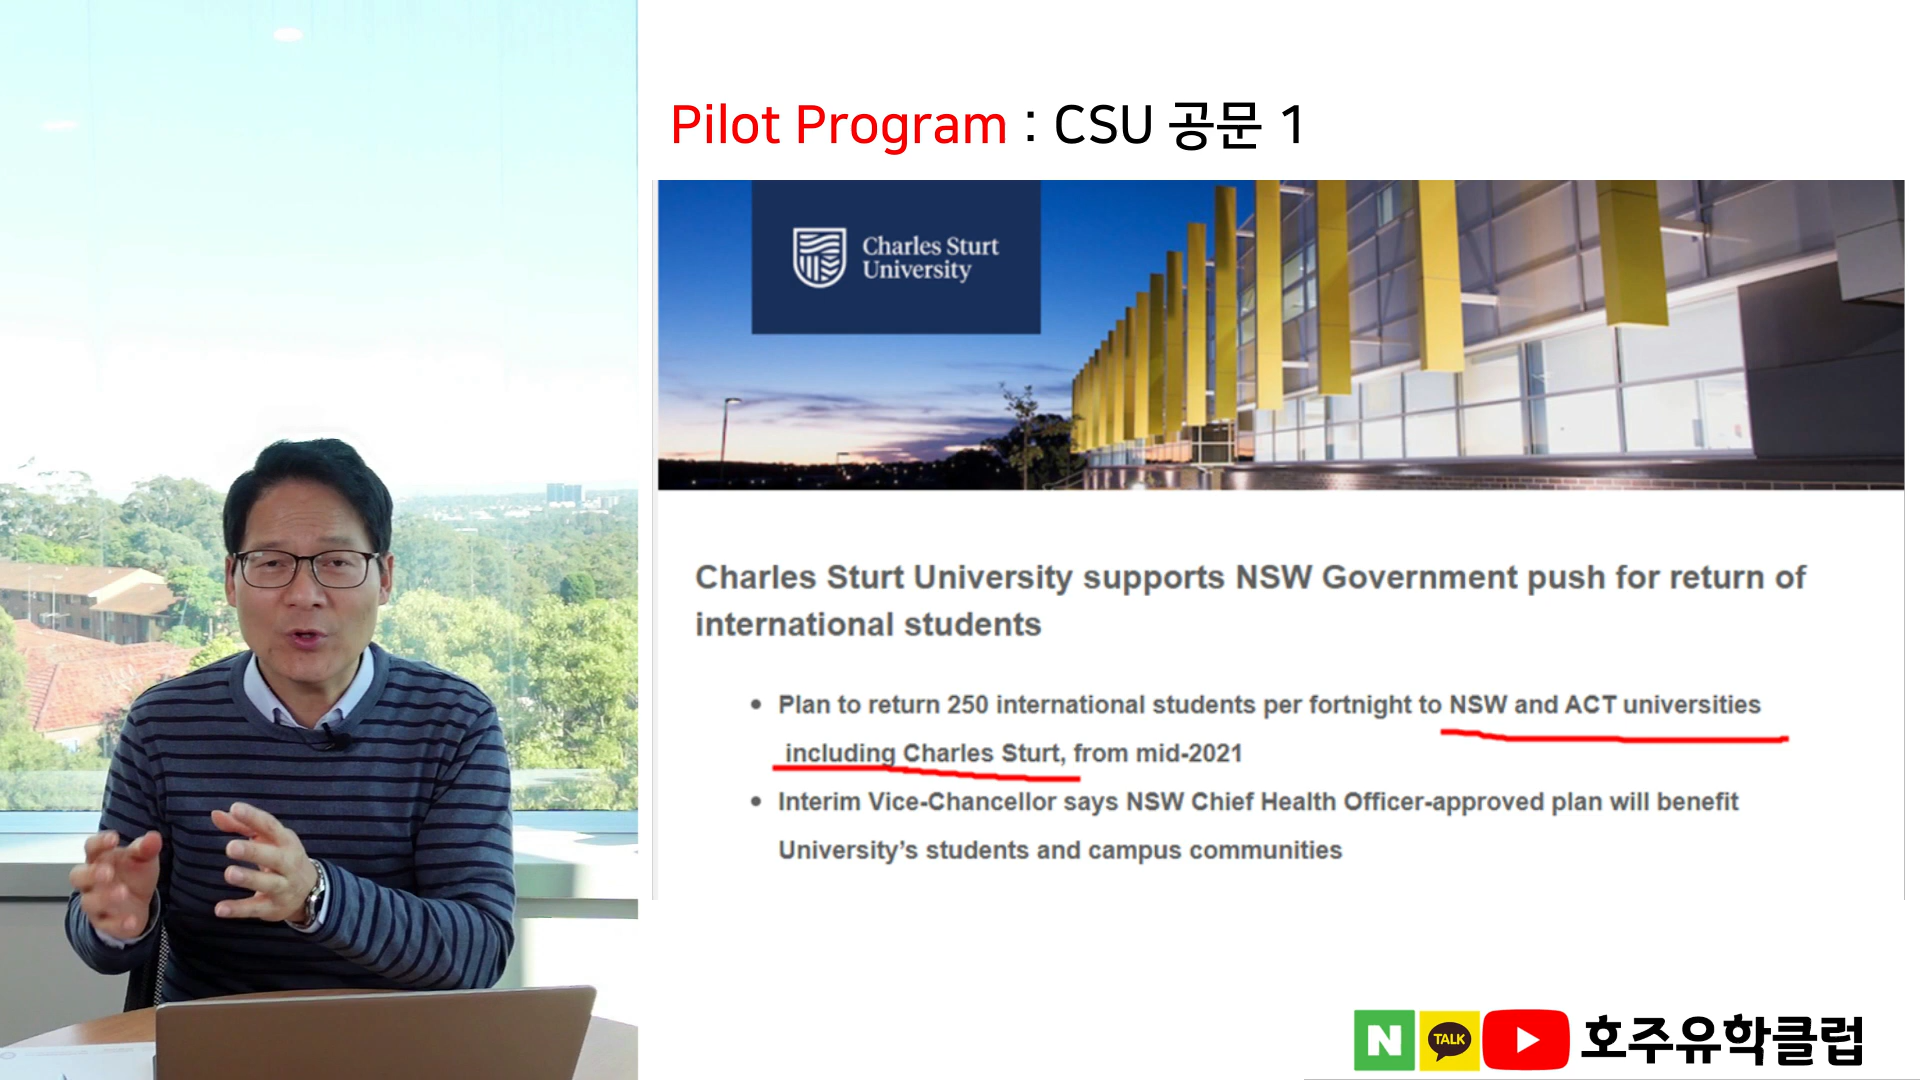 Pilot Program : CSU 공문 1
Charles Sturt
University
Charles Sturt University supports NSW Government push for return of
international students
• Plan to return 250 international students per fortnight to NSW and ACT universities
including Charles Sturt, from mid-2021
• Interim Vice-Chancellor says NSW Chief Health Officer-approved plan will benefit
University’s students and campus communities
N TALK 호주유학클럽